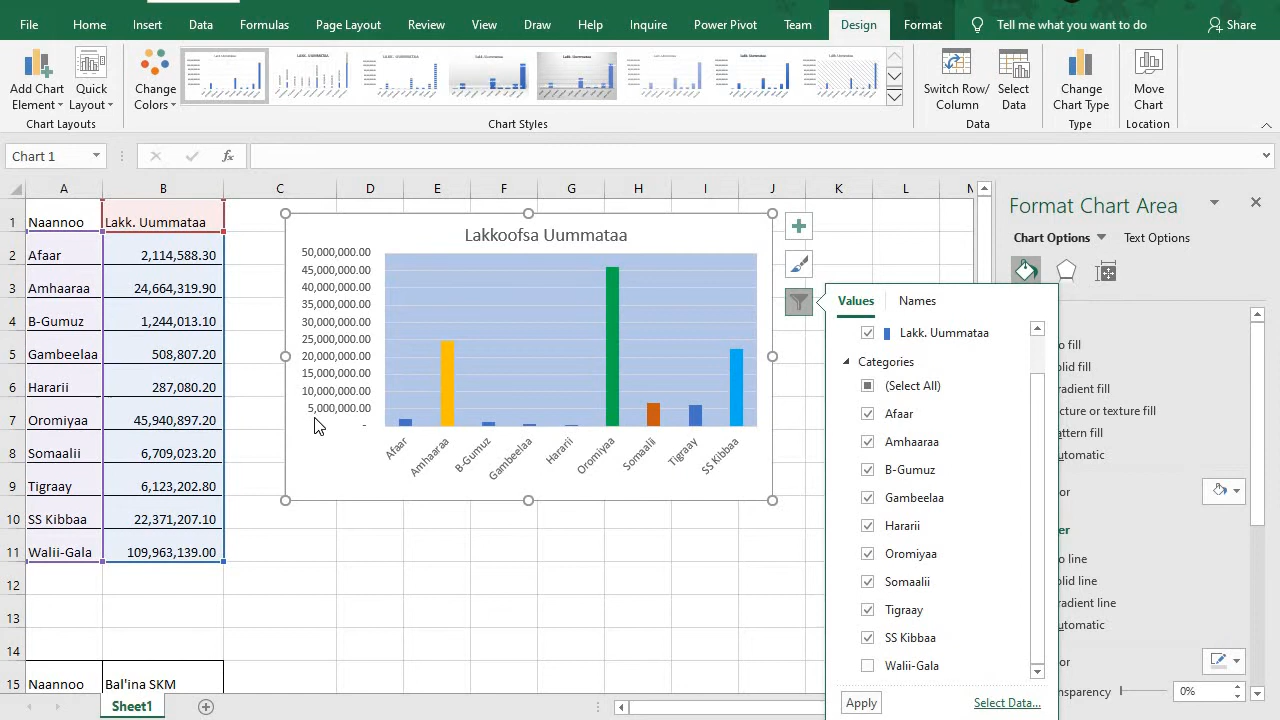 File Home Insert Data Formulas Page Layout Review View Draw Help Inquire Power Pivot Team Design Format Tell me what you want to do Share
Add Chart Element
Quick Layout
Change Colors
Switch Row/ Column
Select Data
Change Chart Type
Move Chart
Chart Layouts Chart Styles Data Type Location
Chart 1 fx
A B C D E F G H I J K L M
1 Naannoo Lakk. Uummataa
2 Afaar 2,114,588.30
3 Amhaaraa 24,664,319.90
4 B-Gumuz 1,244,013.10
5 Gambeelaa 508,807.20
6 Hararii 287,080.20
7 Oromiyaa 45,940,897.20
8 Somaalii 6,709,023.20
9 Tigraay 6,123,202.80
10 SS Kibbaa 22,371,207.10
11 Walii-Gala 109,963,139.00
12
13
14
15 Naannoo Bal'ina SKM
Sheet1
Lakkoofsa Uummataa
50,000,000.00
45,000,000.00
40,000,000.00
35,000,000.00
30,000,000.00
25,000,000.00
20,000,000.00
15,000,000.00
10,000,000.00
5,000,000.00
-
Afaar Amhaaraa B-Gumuz Gambeelaa Hararii Oromiyaa Somaalii Tigraay SS Kibbaa
Values Names
Lakk. Uummataa
Categories
(Select All)
Afaar
Amhaaraa
B-Gumuz
Gambeelaa
Hararii
Oromiyaa
Somaalii
Tigraay
SS Kibbaa
Walii-Gala
Apply Select Data...
Format Chart Area
Chart Options Text Options
o fill
olid fill
radient fill
icture or texture fill
attern fill
utomatic
or
er
o line
olid line
radient line
utomatic
or
nsparency 0%